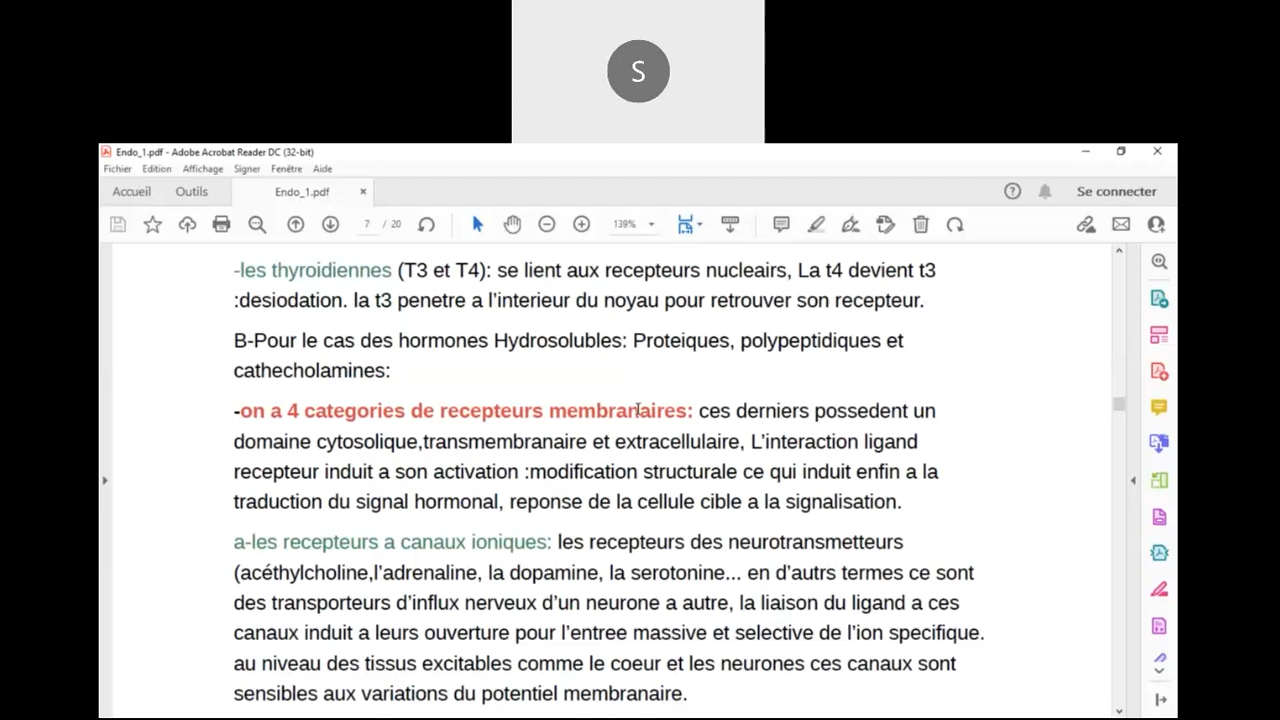 S
Endo_1.pdf - Adobe Acrobat Reader DC (32-bit)
Fichier Edition Affichage Signer Fenêtre Aide
Accueil Outils Endo_1.pdf × Se connecter
7 / 20 139%
-les thyroidiennes (T3 et T4): se lient aux recepteurs nucleairs, La t4 devient t3
:desiodation. la t3 penetre a l'interieur du noyau pour retrouver son recepteur.
B-Pour le cas des hormones Hydrosolubles: Proteiques, polypeptidiques et
cathecholamines:
-on a 4 categories de recepteurs membranaires: ces derniers possedent un
domaine cytosolique,transmembranaire et extracellulaire, L'interaction ligand
recepteur induit a son activation :modification structurale ce qui induit enfin a la
traduction du signal hormonal, reponse de la cellule cible a la signalisation.
a-les recepteurs a canaux ioniques: les recepteurs des neurotransmetteurs
(acéthylcholine,l'adrenaline, la dopamine, la serotonine... en d'autrs termes ce sont
des transporteurs d'influx nerveux d'un neurone a autre, la liaison du ligand a ces
canaux induit a leurs ouverture pour l'entree massive et selective de l'ion specifique.
au niveau des tissus excitables comme le coeur et les neurones ces canaux sont
sensibles aux variations du potentiel membranaire.